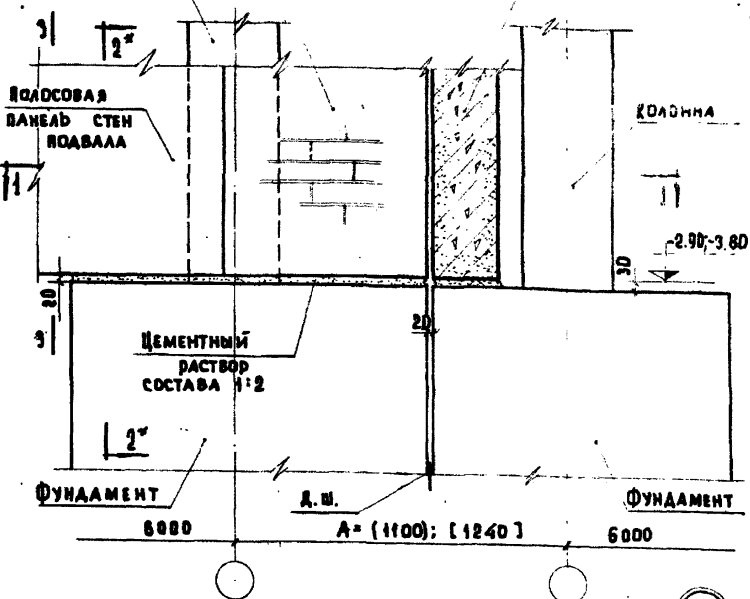 2*
ПОЛОСОВАЯ
ПАНЕЛЬ СТЕН
ПОДВАЛА
КОЛОННА
1
1
-2.90;-3.80
30
20
20
ЦЕМЕНТНЫЙ
РАСТВОР
СОСТАВА 1:2
2*
ФУНДАМЕНТ
Д.Ш.
ФУНДАМЕНТ
6000
А= (1100); [1240]
6000